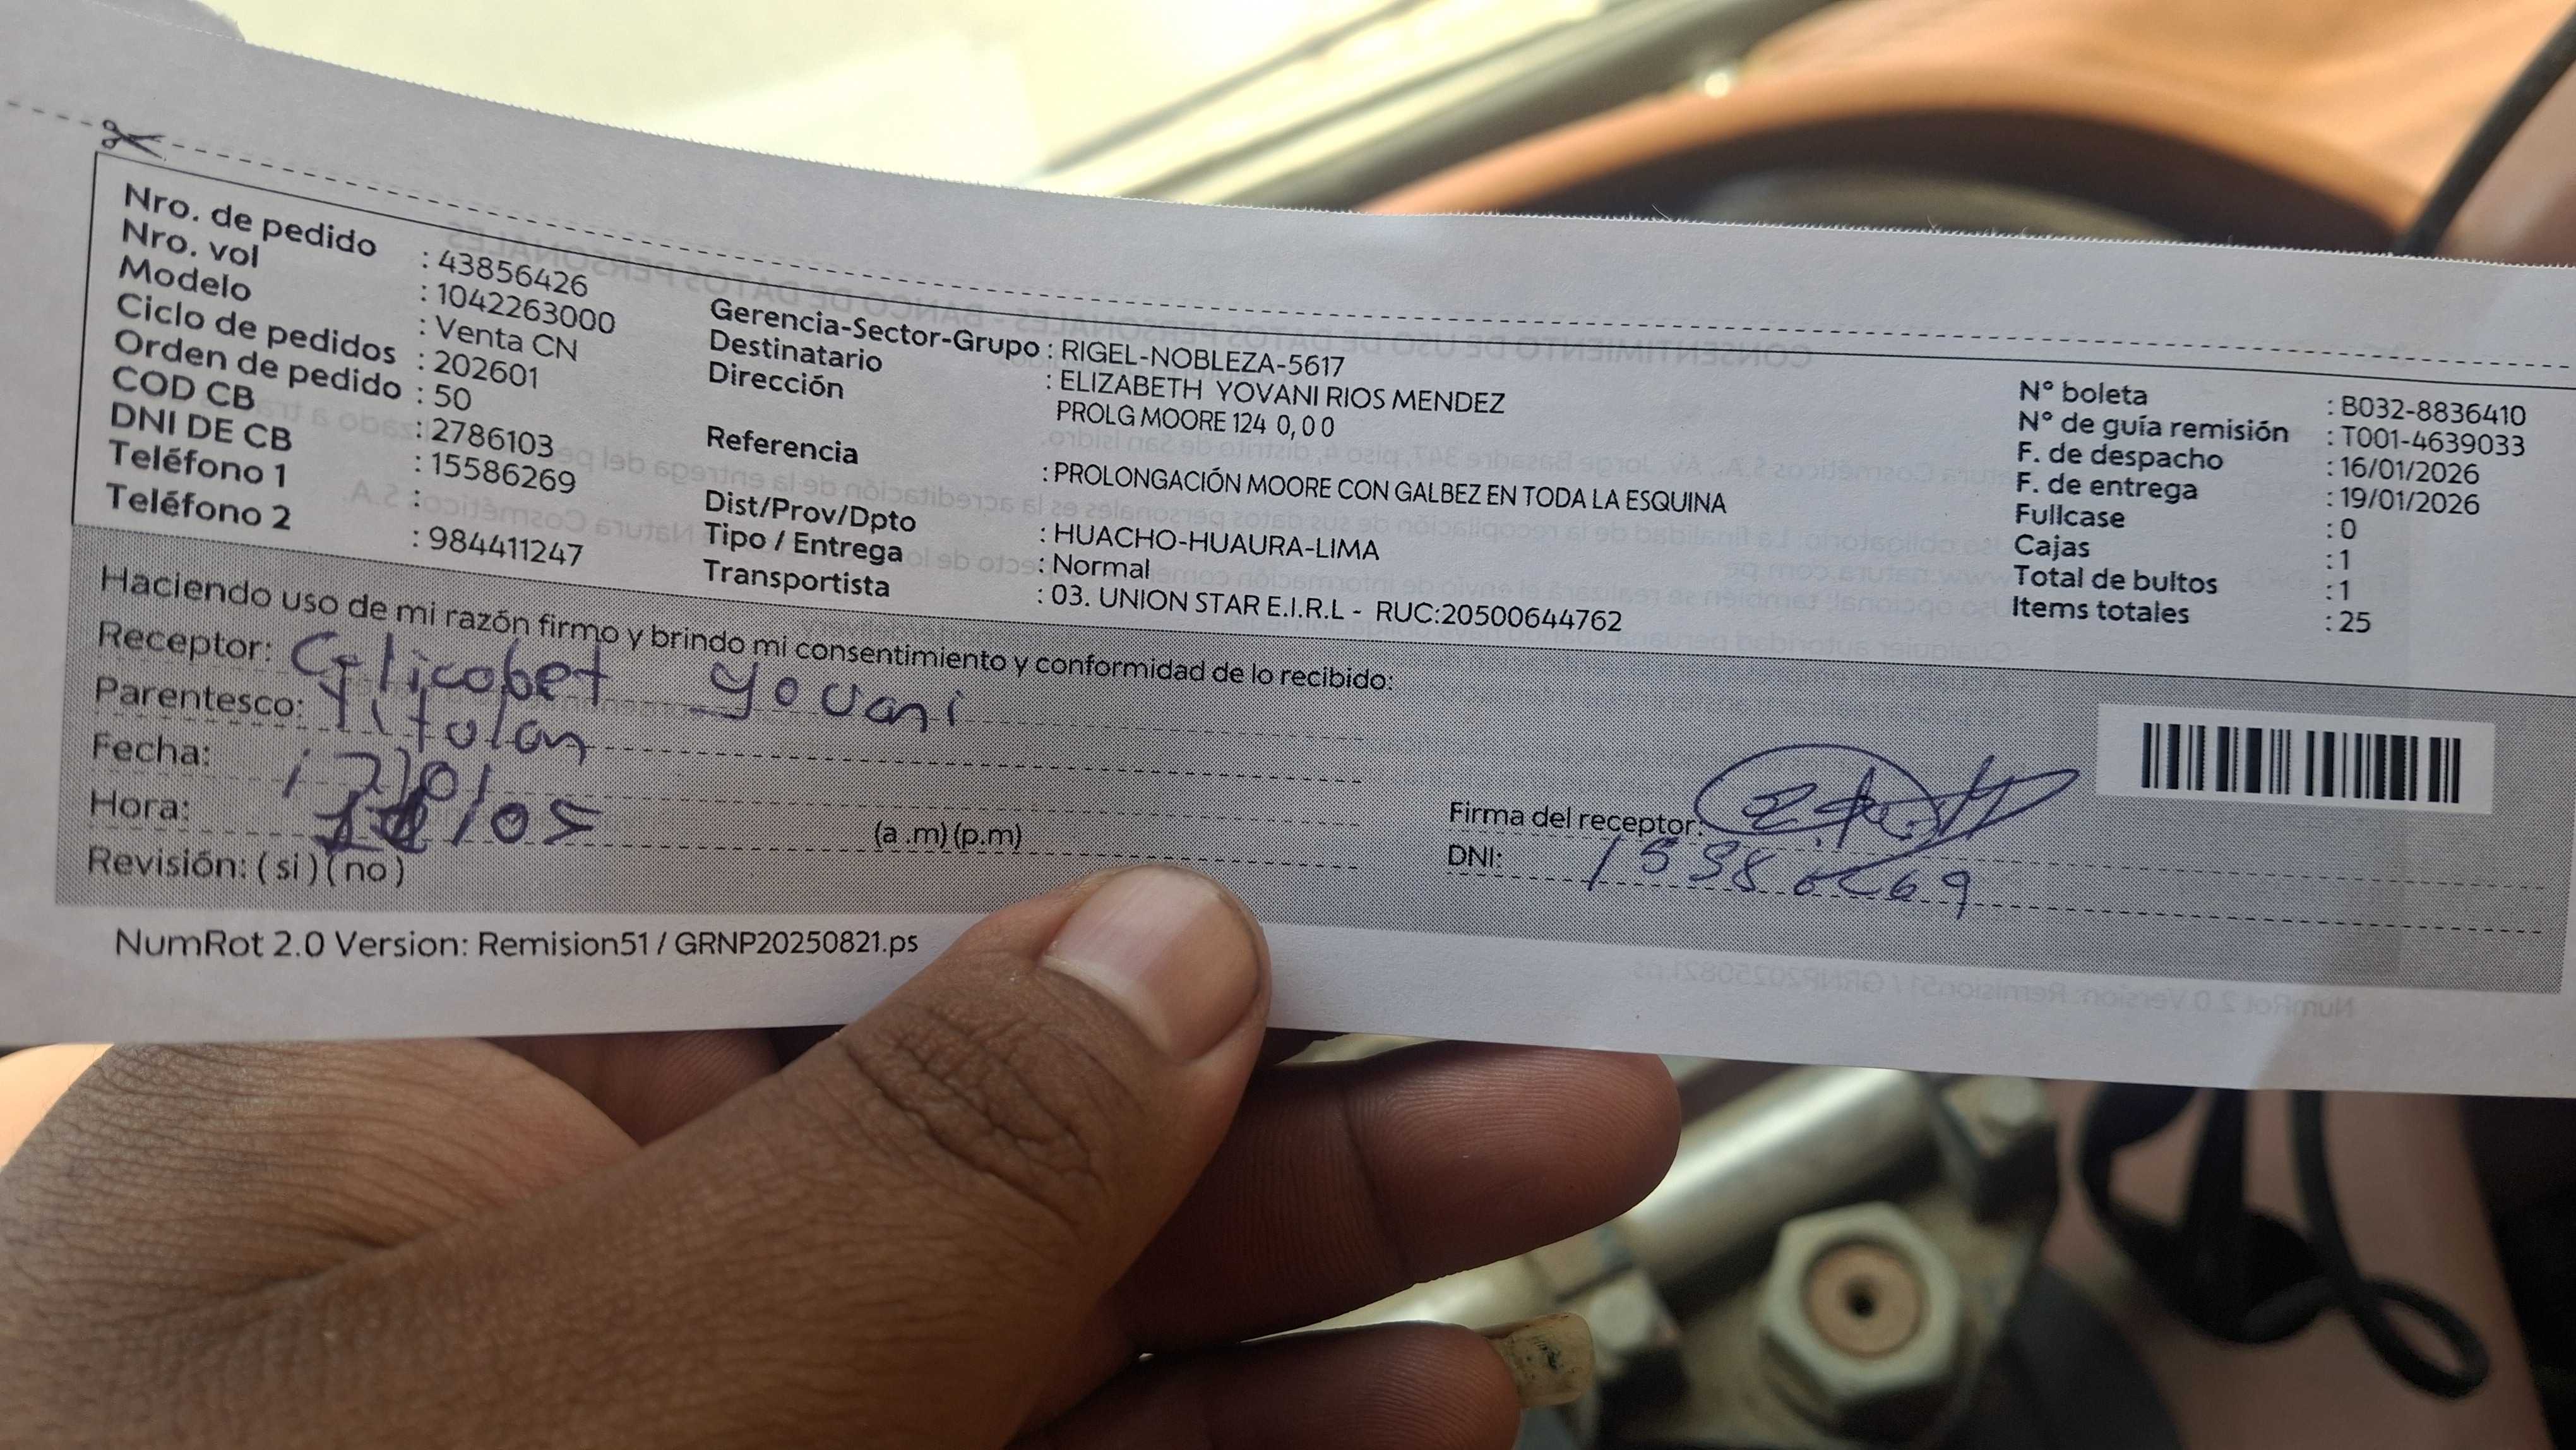 Nro. de pedido : 43856426
Nro. vol : 1042263000
Modelo : Venta CN
Ciclo de pedidos : 202601
Orden de pedido : 50
COD CB : 2786103
DNI DE CB : 15586269
Teléfono 1 :
Teléfono 2 : 984411247
Gerencia-Sector-Grupo : RIGEL-NOBLEZA-5617
Destinatario : ELIZABETH YOVANI RIOS MENDEZ
Dirección PROLG MOORE 124 0, 0 0
Referencia : PROLONGACIÓN MOORE CON GALBEZ EN TODA LA ESQUINA
Dist/Prov/Dpto : HUACHO-HUAURA-LIMA
Tipo / Entrega : Normal
Transportista : 03. UNION STAR E.I.R.L - RUC:20500644762
N° boleta : B032-8836410
N° de guía remisión : T001-4639033
F. de despacho : 16/01/2026
F. de entrega : 19/01/2026
Fullcase : 0
Cajas : 1
Total de bultos : 1
Items totales : 25
Haciendo uso de mi razón firmo y brindo mi consentimiento y conformidad de lo recibido:
Receptor: Yovani
Parentesco: Titular
Fecha:
Hora: (a .m) (p.m)
Revisión: ( si ) ( no )
Firma del receptor:
DNI:
NumRot 2.0 Version: Remision51 / GRNP20250821.ps